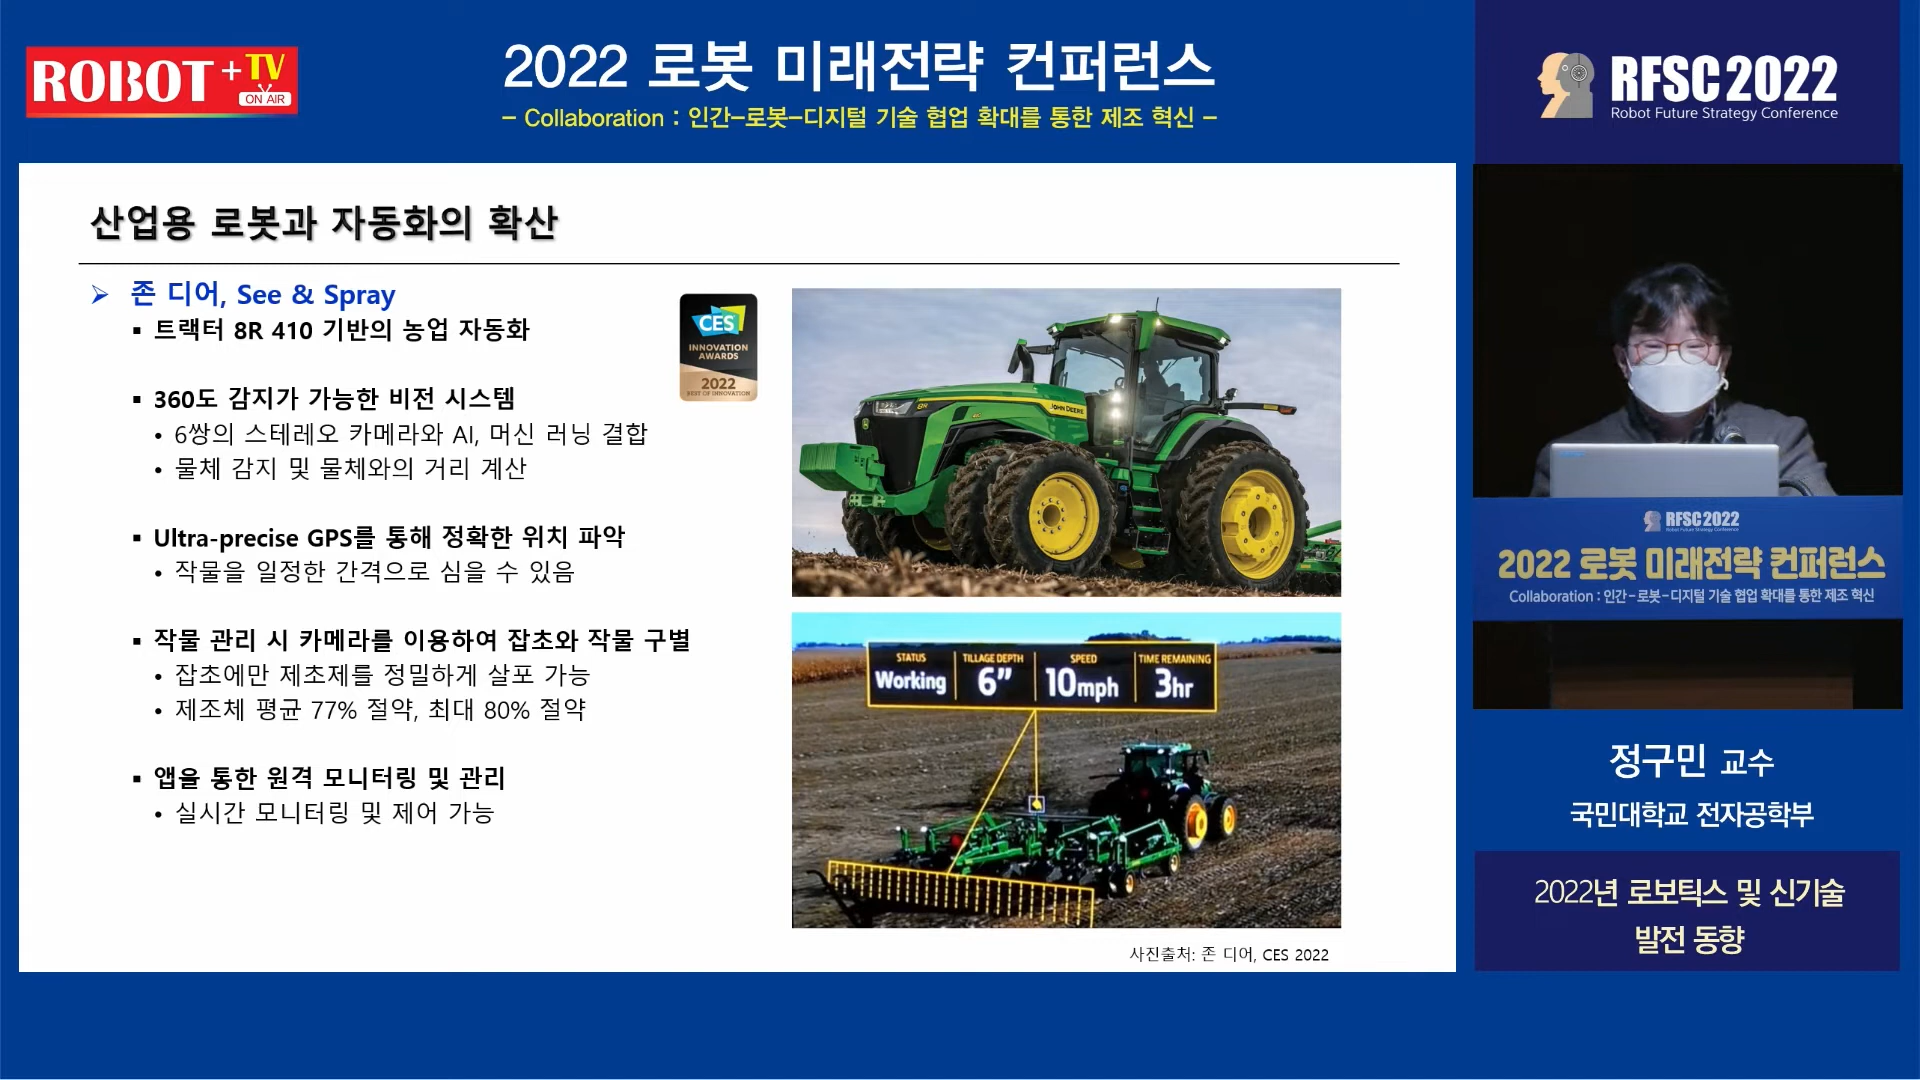 ROBOT +TV
ON AIR
2022 로봇 미래전략 컨퍼런스
– Collaboration : 인간–로봇–디지털 기술 협업 확대를 통한 제조 혁신 –
RFSC 2022
Robot Future Strategy Conference
산업용 로봇과 자동화의 확산
➢ 존 디어, See & Spray
▪ 트랙터 8R 410 기반의 농업 자동화
▪ 360도 감지가 가능한 비전 시스템
• 6쌍의 스테레오 카메라와 AI, 머신 러닝 결합
• 물체 감지 및 물체와의 거리 계산
▪ Ultra-precise GPS를 통해 정확한 위치 파악
• 작물을 일정한 간격으로 심을 수 있음
▪ 작물 관리 시 카메라를 이용하여 잡초와 작물 구별
• 잡초에만 제초제를 정밀하게 살포 가능
• 제조체 평균 77% 절약, 최대 80% 절약
▪ 앱을 통한 원격 모니터링 및 관리
• 실시간 모니터링 및 제어 가능
CES
INNOVATION
AWARDS
2022
BEST OF INNOVATION
JOHN DEERE
8R
STATUS TILLAGE DEPTH SPEED TIME REMAINING
Working 6” 10mph 3hr
사진출처: 존 디어, CES 2022
RFSC 2022
Robot Future Strategy Conference
2022 로봇 미래전략 컨퍼런스
Collaboration : 인간-로봇-디지털 기술 협업 확대를 통한 제조 혁신
정구민 교수
국민대학교 전자공학부
2022년 로보틱스 및 신기술
발전 동향